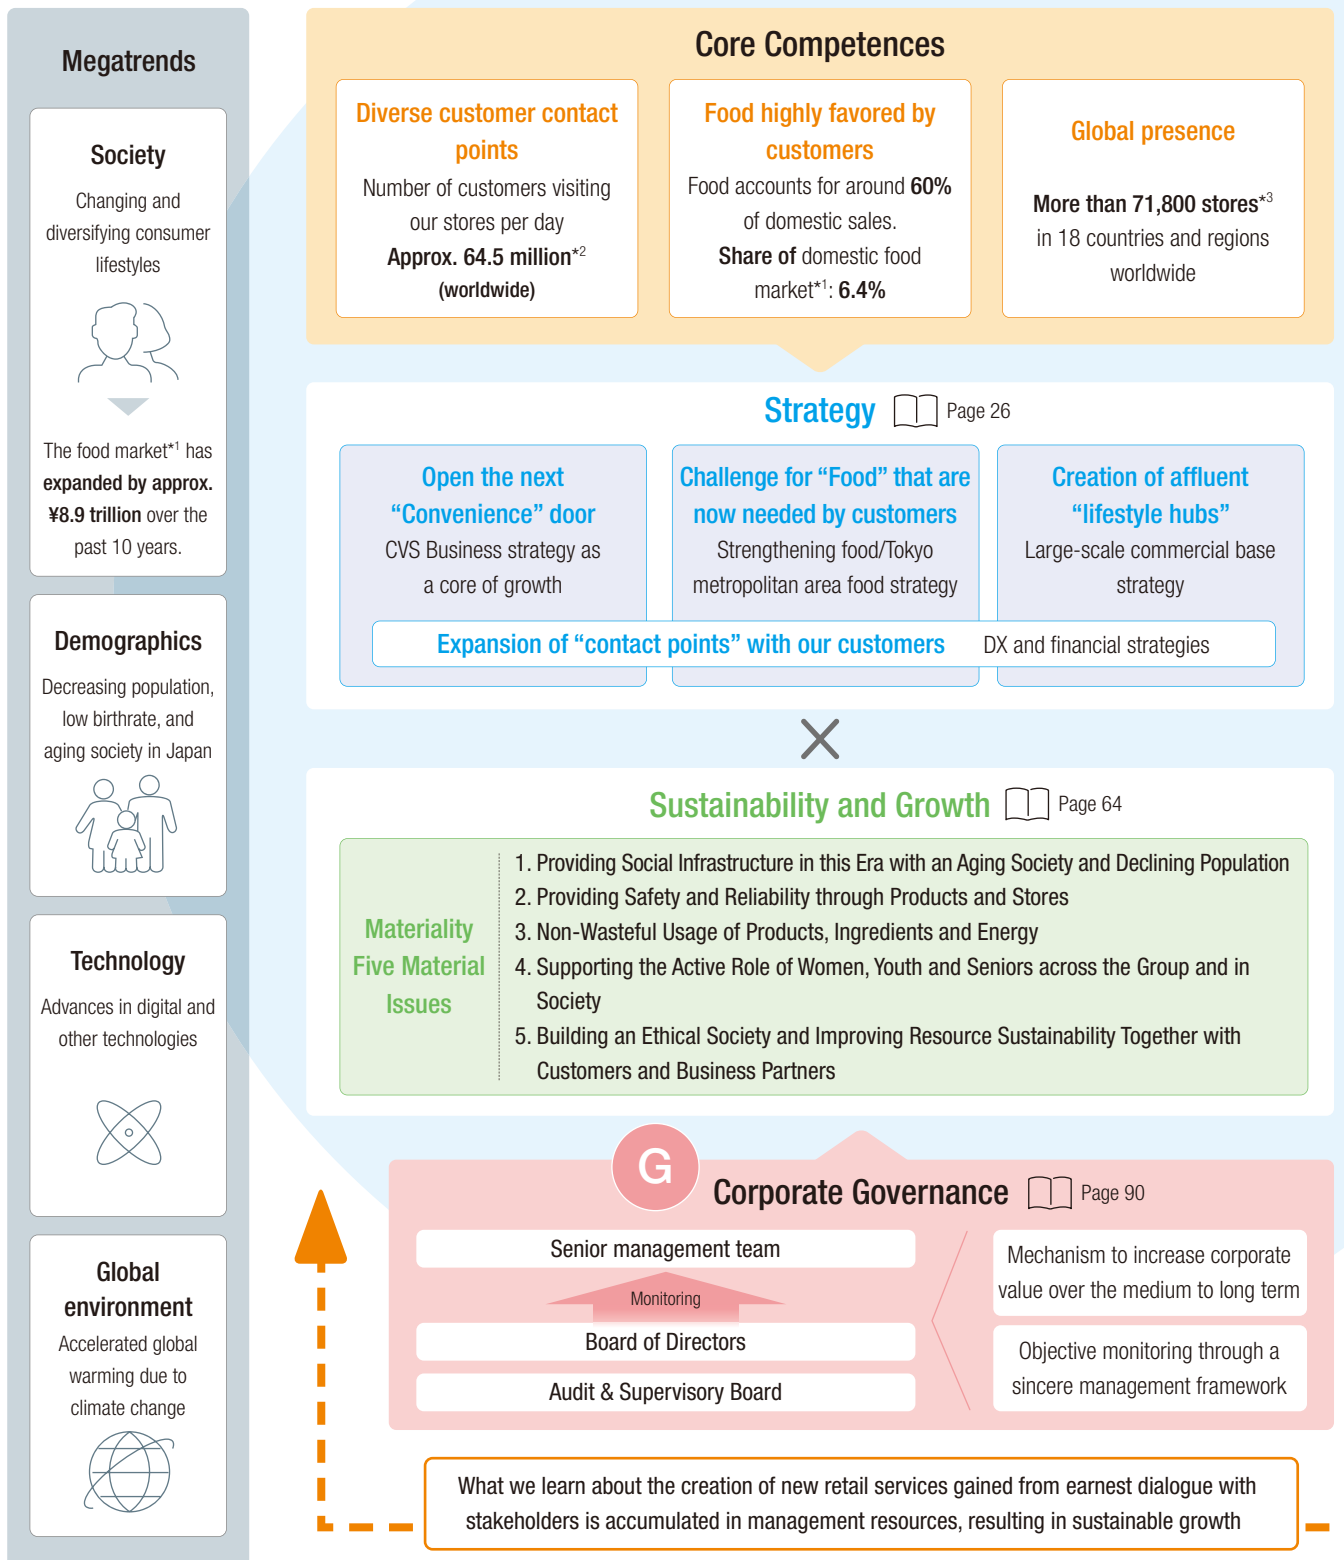 Megatrends
Society
Changing and
diversifying consumer
lifestyles
The food market*1 has
expanded by approx.
¥8.9 trillion over the
past 10 years.
Demographics
Decreasing population,
low birthrate, and
aging society in Japan
Technology
Advances in digital and
other technologies
Global
environment
Accelerated global
warming due to
climate change
Core Competences
Diverse customer contact
points
Number of customers visiting
our stores per day
Approx. 64.5 million*2
(worldwide)
Food highly favored by
customers
Food accounts for around 60%
of domestic sales.
Share of domestic food
market*1: 6.4%
Global presence
More than 71,800 stores*3
in 18 countries and regions
worldwide
Strategy Page 26
Open the next
“Convenience” door
CVS Business strategy as
a core of growth
Challenge for “Food” that are
now needed by customers
Strengthening food/Tokyo
metropolitan area food strategy
Creation of affluent
“lifestyle hubs”
Large-scale commercial base
strategy
Expansion of “contact points” with our customers DX and financial strategies
Sustainability and Growth Page 64
Materiality
Five Material
Issues
1. Providing Social Infrastructure in this Era with an Aging Society and Declining Population
2. Providing Safety and Reliability through Products and Stores
3. Non-Wasteful Usage of Products, Ingredients and Energy
4. Supporting the Active Role of Women, Youth and Seniors across the Group and in
Society
5. Building an Ethical Society and Improving Resource Sustainability Together with
Customers and Business Partners
G
Corporate Governance Page 90
Senior management team
Monitoring
Board of Directors
Audit & Supervisory Board
Mechanism to increase corporate
value over the medium to long term
Objective monitoring through a
sincere management framework
What we learn about the creation of new retail services gained from earnest dialogue with
stakeholders is accumulated in management resources, resulting in sustainable growth